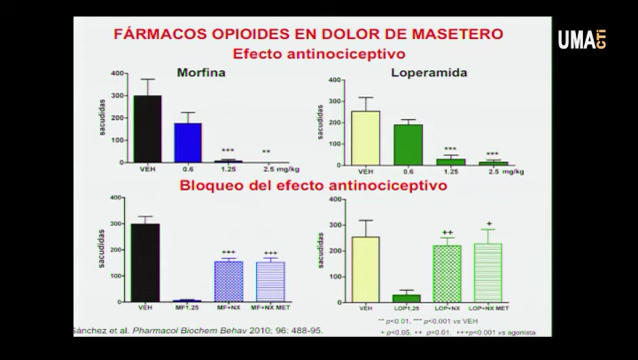 FÁRMACOS OPIOIDES EN DOLOR DE MASETERO
Efecto antinociceptivo
UMA CTI
Morfina
Loperamida
400
300
200
100
0
sacudidas
***
**
VEH 0.6 1.25 2.5 mg/kg
400
300
200
100
0
sacudidas
***
***
VEH 0.6 1.25 2.5 mg/kg
Bloqueo del efecto antinociceptivo
400
300
200
100
0
sacudidas
+++
+++
VEH MF1.25 MF+NX MF+NX MET
400
300
200
100
0
sacudidas
++
+
VEH LOP1.25 LOP+NX LOP+NX MET
Sánchez et al. Pharmacol Biochem Behav 2010; 96: 488-95.
** p<0.01, *** p<0.001 vs VEH
+ p<0.05, ++ p<0.01, +++p<0.001 vs agonista